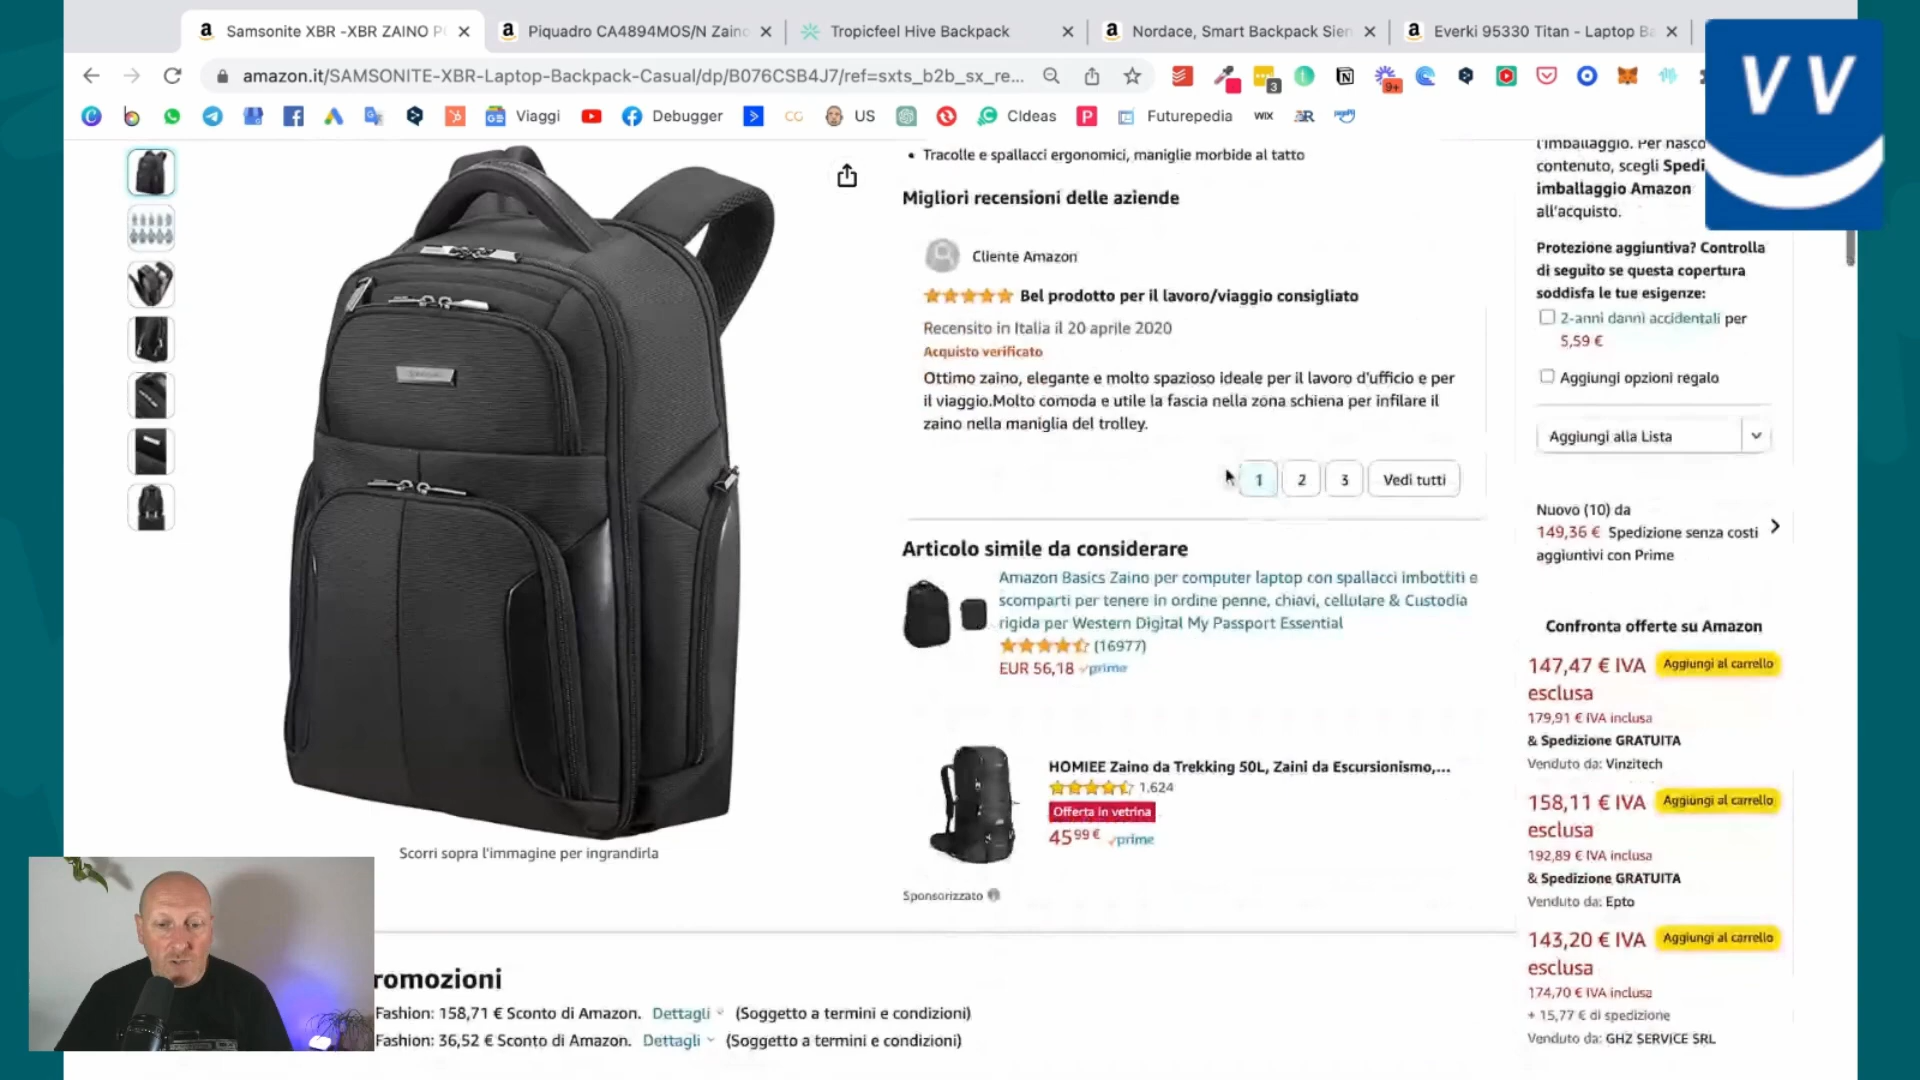 Samsonite XBR -XBR ZAINO P
Piquadro CA4894MOS/N Zaino
Tropicfeel Hive Backpack
Nordace, Smart Backpack Sien
Everki 95330 Titan - Laptop Ba
amazon.it/SAMSONITE-XBR-Laptop-Backpack-Casual/dp/B076CSB4J7/ref=sxts_b2b_sx_re...
3
9+
Viaggi
Debugger
CG
US
CIdeas
Futurepedia
WIX
VV
Tracolle e spallacci ergonomici, maniglie morbide al tatto
Migliori recensioni delle aziende
Cliente Amazon
Bel prodotto per il lavoro/viaggio consigliato
Recensito in Italia il 20 aprile 2020
Acquisto verificato
Ottimo zaino, elegante e molto spazioso ideale per il lavoro d'ufficio e per
il viaggio.Molto comoda e utile la fascia nella zona schiena per infilare il
zaino nella maniglia del trolley.
1
2
3
Vedi tutti
Articolo simile da considerare
Amazon Basics Zaino per computer laptop con spallacci imbottiti e
scomparti per tenere in ordine penne, chiavi, cellulare & Custodia
rigida per Western Digital My Passport Essential
(16977)
EUR 56,18 prime
HOMIEE Zaino da Trekking 50L, Zaini da Escursionismo,...
1.624
Offerta in vetrina
45,99 € prime
Sponsorizzato
Scorri sopra l'immagine per ingrandirla
romozioni
Fashion: 158,71 € Sconto di Amazon. Dettagli (Soggetto a termini e condizioni)
Fashion: 36,52 € Sconto di Amazon. Dettagli (Soggetto a termini e condizioni)
l'imballaggio. Per nasco
contenuto, scegli Spedi
imballaggio Amazon
all'acquisto.
Protezione aggiuntiva? Controlla
di seguito se questa copertura
soddisfa le tue esigenze:
2-anni danni accidentali per
5,59 €
Aggiungi opzioni regalo
Aggiungi alla Lista
Nuovo (10) da
149,36 € Spedizione senza costi
aggiuntivi con Prime
Confronta offerte su Amazon
147,47 € IVA
esclusa
Aggiungi al carrello
179,91 € IVA inclusa
& Spedizione GRATUITA
Venduto da: Vinzitech
158,11 € IVA
esclusa
Aggiungi al carrello
192,89 € IVA inclusa
& Spedizione GRATUITA
Venduto da: Epto
143,20 € IVA
esclusa
Aggiungi al carrello
174,70 € IVA inclusa
+ 15,77 € di spedizione
Venduto da: GHZ SERVICE SRL